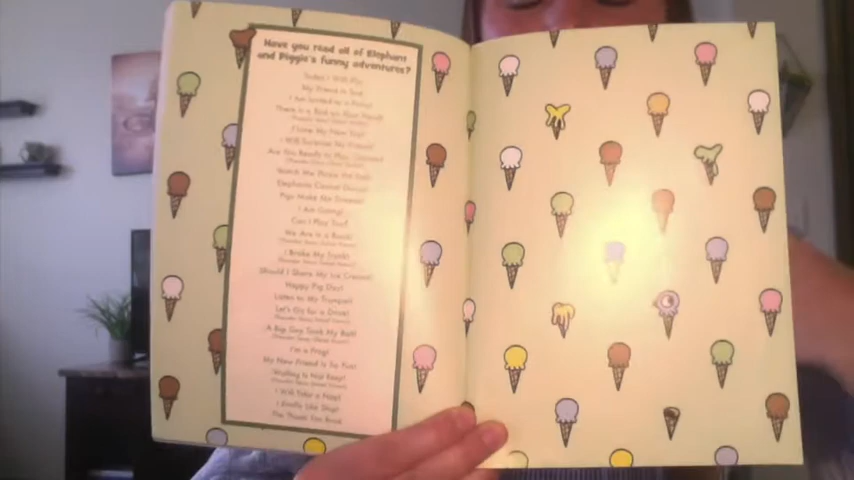 Have you read all of Elephant
and Piggie's funny adventures?
Today I Will Fly!
My Friend Is Sad
I Am Invited to a Party!
There Is a Bird on Your Head!
I Love My New Toy!
I Will Surprise My Friend!
Are You Ready to Play Outside?
Watch Me Throw the Ball!
Elephants Cannot Dance!
Pigs Make Me Sneeze!
I Am Going!
Can I Play Too?
We Are in a Book!
I Broke My Trunk!
Should I Share My Ice Cream?
Happy Pig Day!
Listen to My Trumpet!
Let's Go for a Drive!
A Big Guy Took My Ball!
I'm a Frog!
My New Friend Is So Fun!
Waiting Is Not Easy!
I Will Take a Nap!
I Really Like Slop!
The Thank You Book